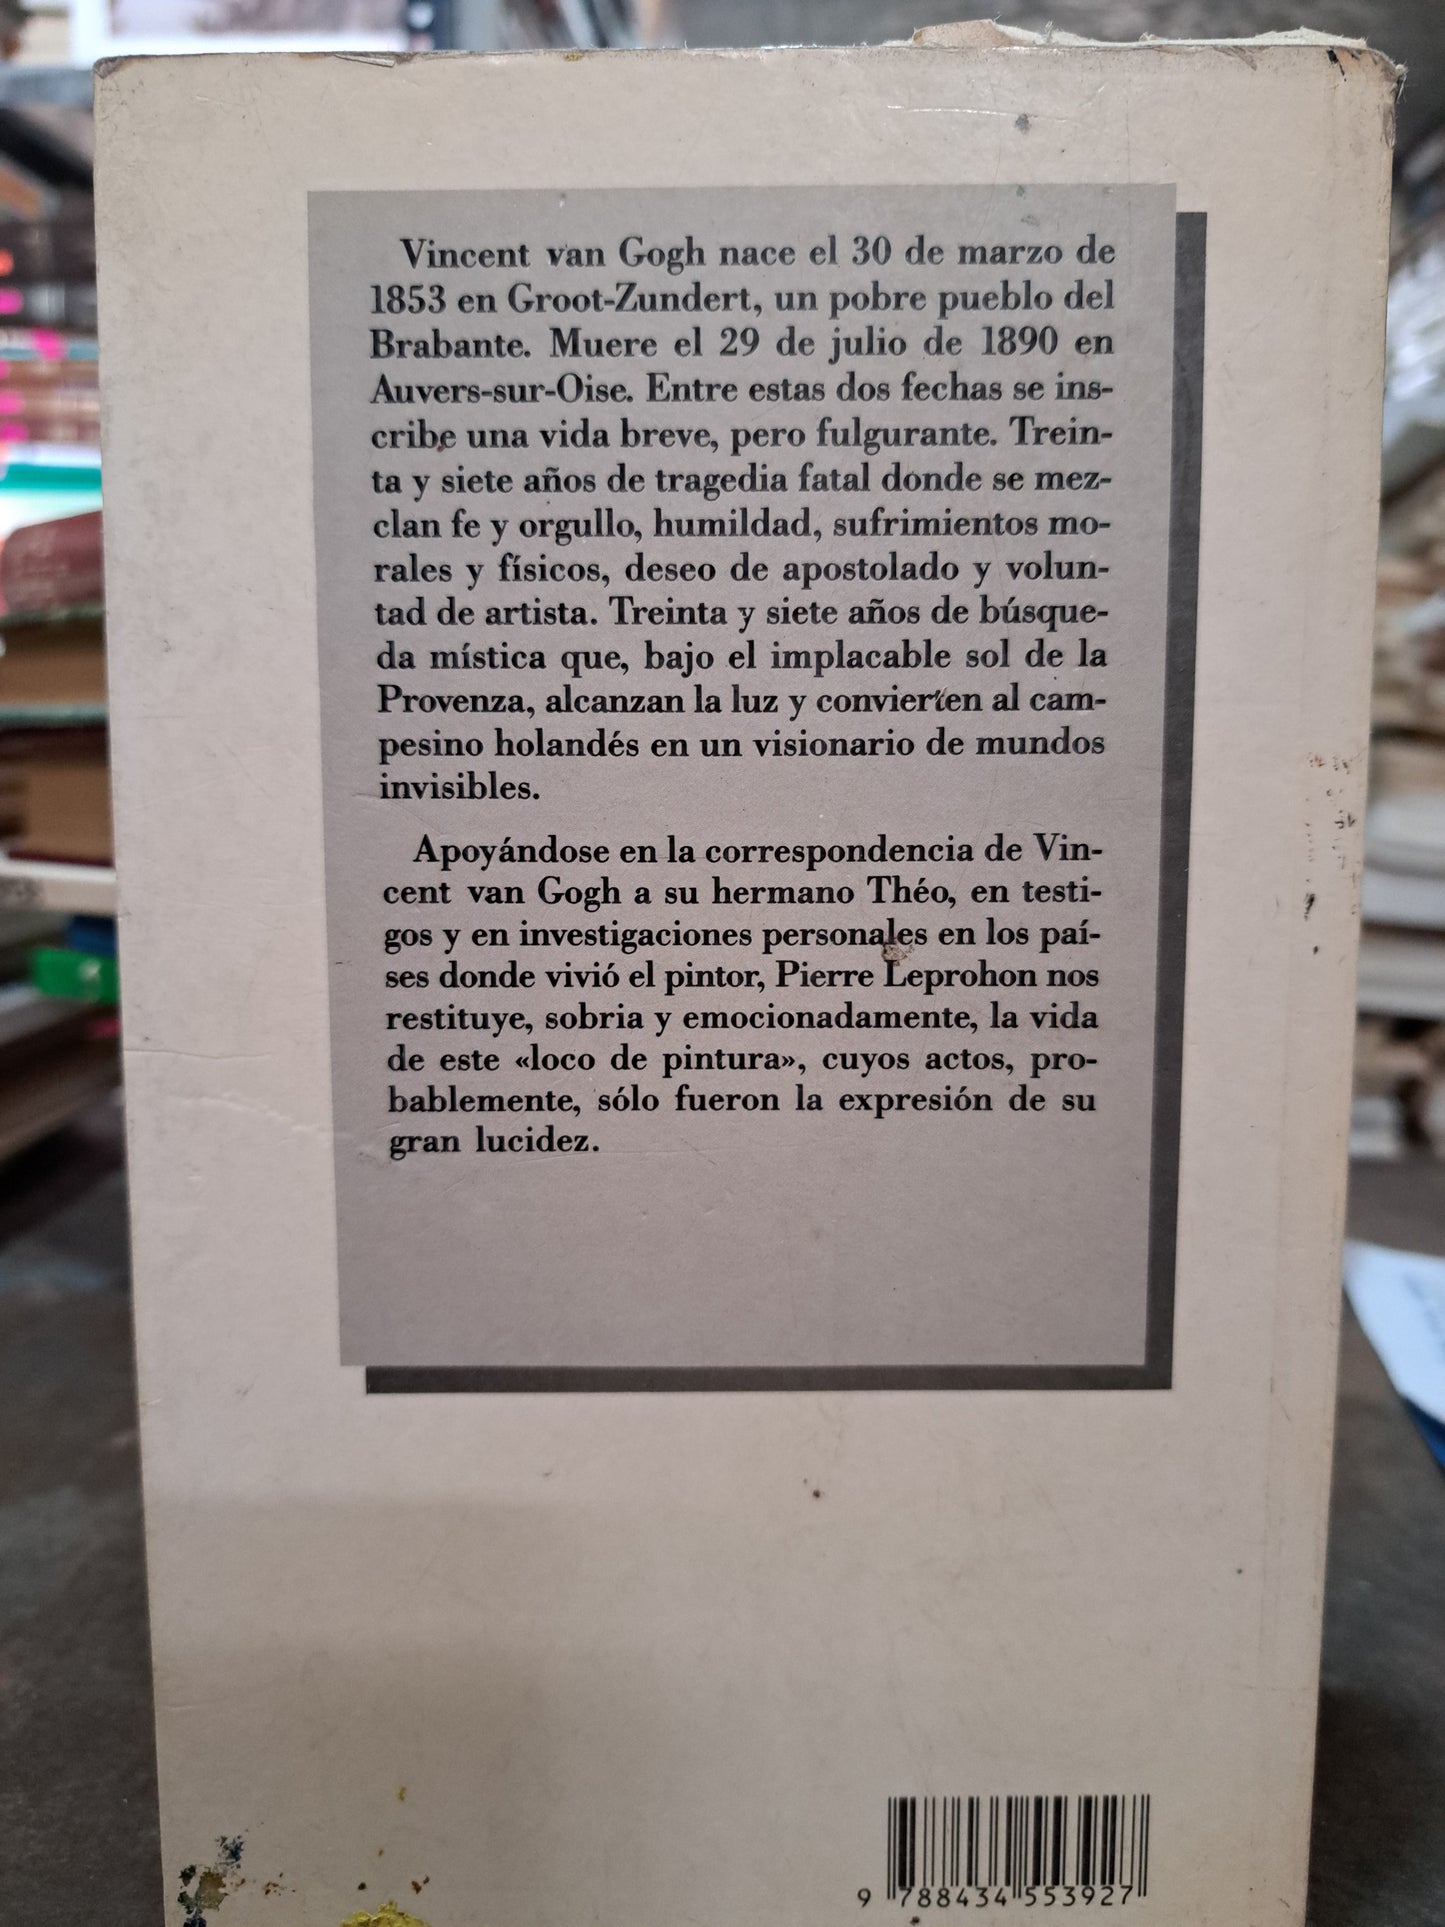 Vincent van Gogh nace el 30 de marzo de
1853 en Groot-Zundert, un pobre pueblo del
Brabante. Muere el 29 de julio de 1890 en
Auvers-sur-Oise. Entre estas dos fechas se ins-
cribe una vida breve, pero fulgurante. Trein-
ta y siete años de tragedia fatal donde se mez-
clan fe y orgullo, humildad, sufrimientos mo-
rales y físicos, deseo de apostolado y volun-
tad de artista. Treinta y siete años de búsque-
da mística que, bajo el implacable sol de la
Provenza, alcanzan la luz y convierten al cam-
pesino holandés en un visionario de mundos
invisibles.
Apoyándose en la correspondencia de Vin-
cent van Gogh a su hermano Théo, en testi-
gos y en investigaciones personales en los paí-
ses donde vivió el pintor, Pierre Leprohon nos
restituye, sobria y emocionadamente, la vida
de este «loco de pintura», cuyos actos, pro-
bablemente, sólo fueron la expresión de su
gran lucidez.
9 788434 553927